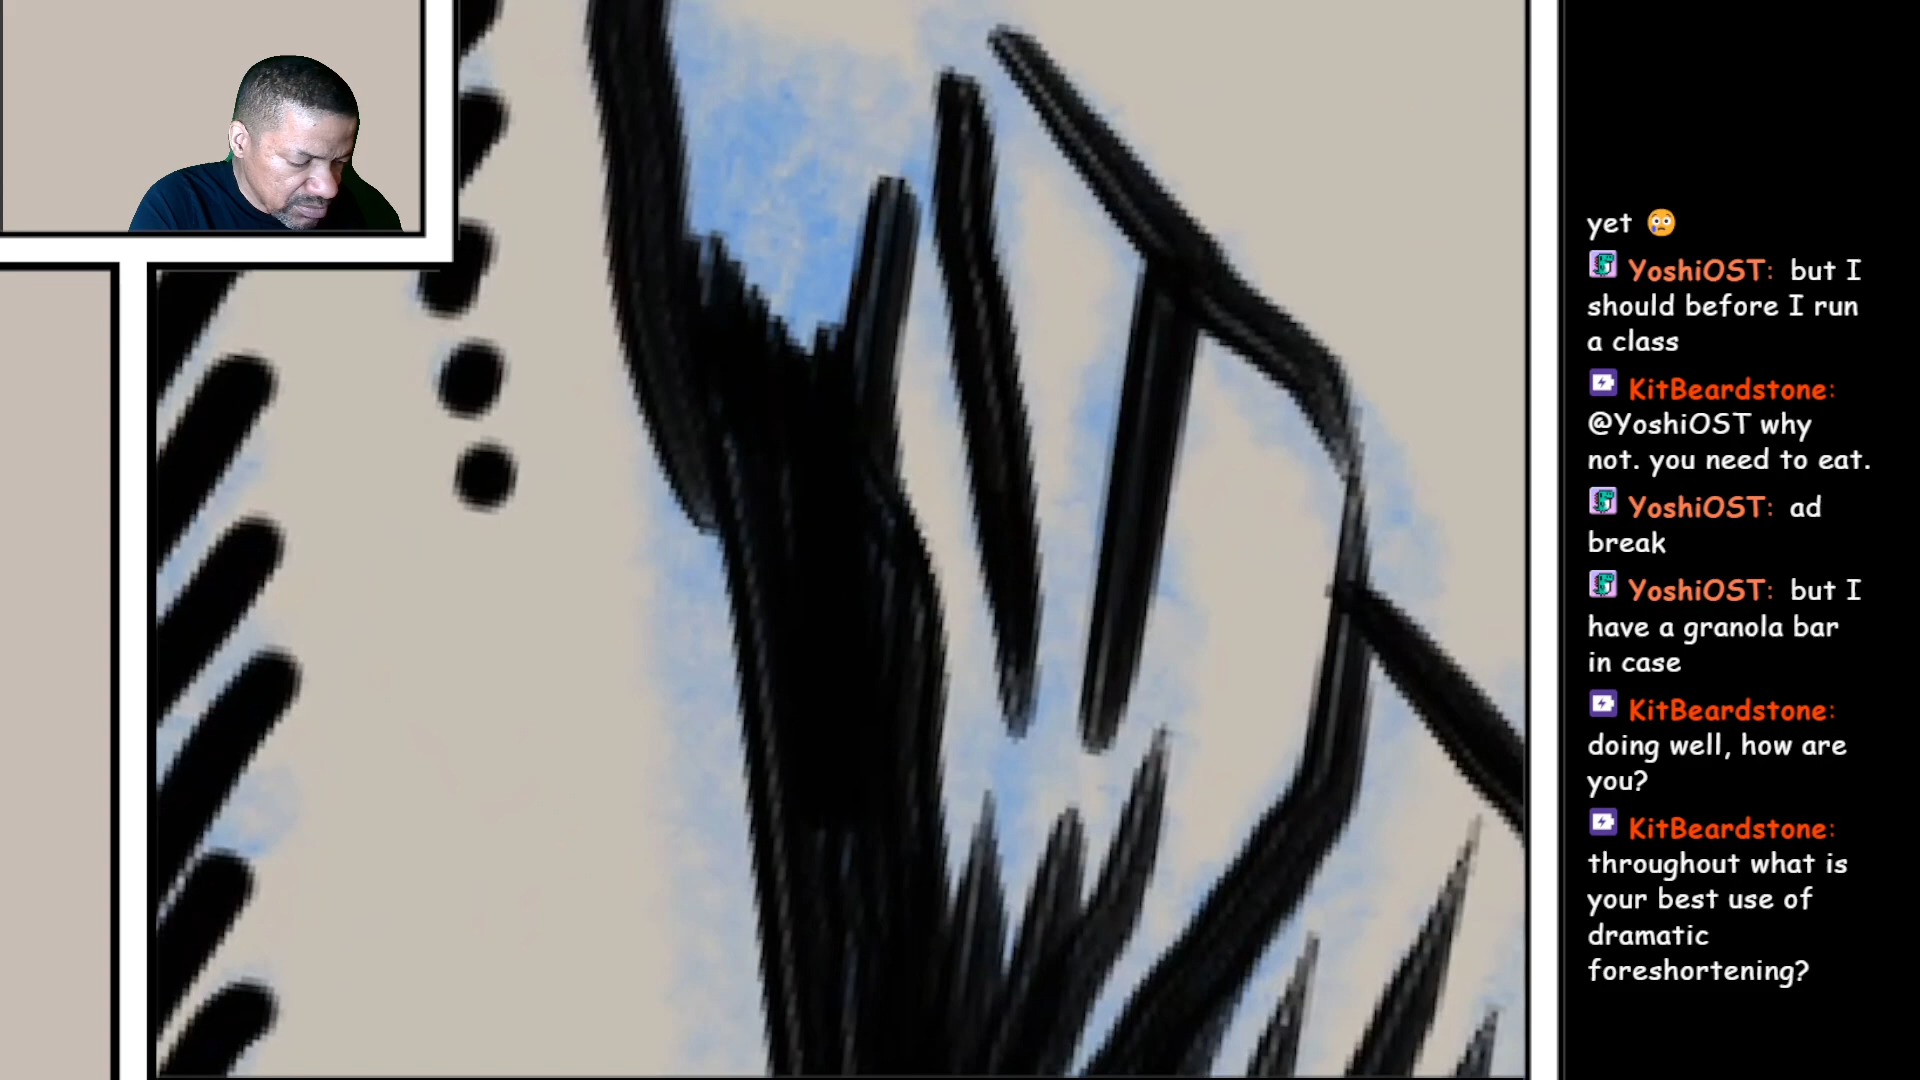 yet 😢
YoshiOST: but I
should before I run
a class
KitBeardstone:
@YoshiOST why
not. you need to eat.
YoshiOST: ad
break
YoshiOST: but I
have a granola bar
in case
KitBeardstone:
doing well, how are
you?
KitBeardstone:
throughout what is
your best use of
dramatic
foreshortening?